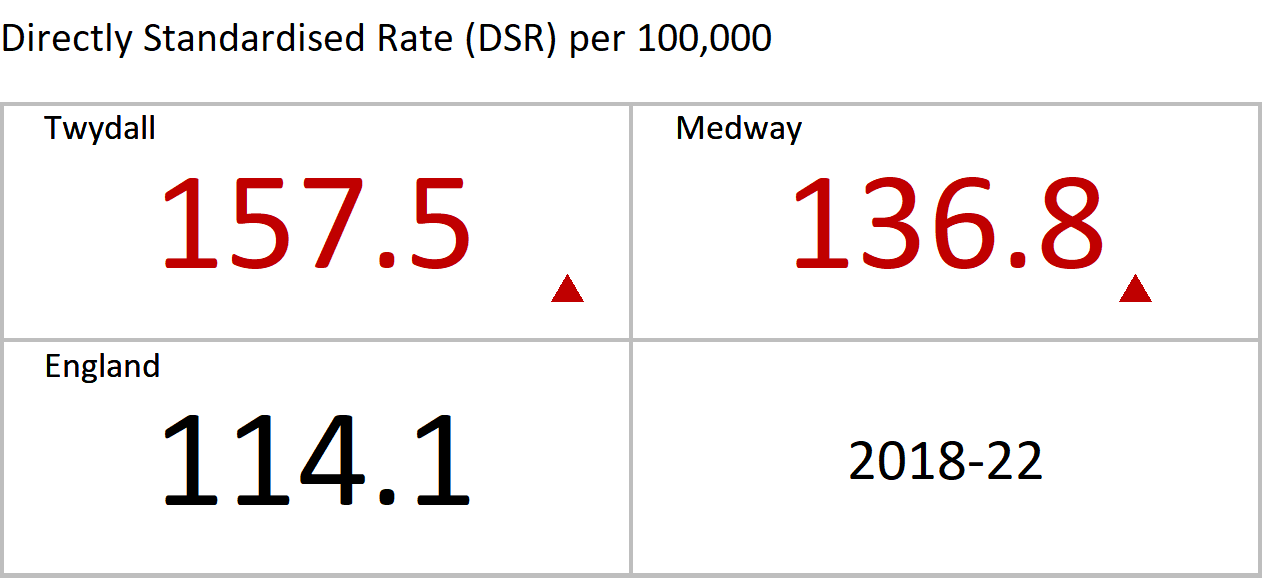 Directly Standardised Rate (DSR) per 100,000
Twydall
157.5
Medway
136.8
England
114.1
2018-22